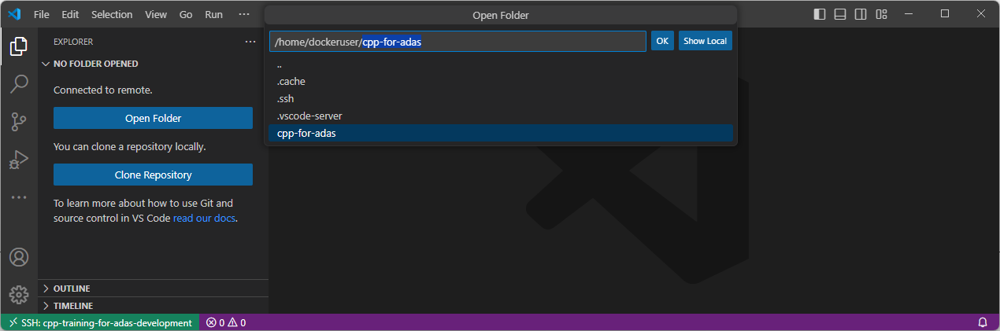 File Edit Selection View Go Run ···
Open Folder
EXPLORER ···
/home/dockeruser/cpp-for-adas OK Show Local
NO FOLDER OPENED
..
.cache
.ssh
.vscode-server
cpp-for-adas
Connected to remote.
Open Folder
You can clone a repository locally.
Clone Repository
To learn more about how to use Git and
source control in VS Code read our docs.
OUTLINE
TIMELINE
SSH: cpp-training-for-adas-development 0 0